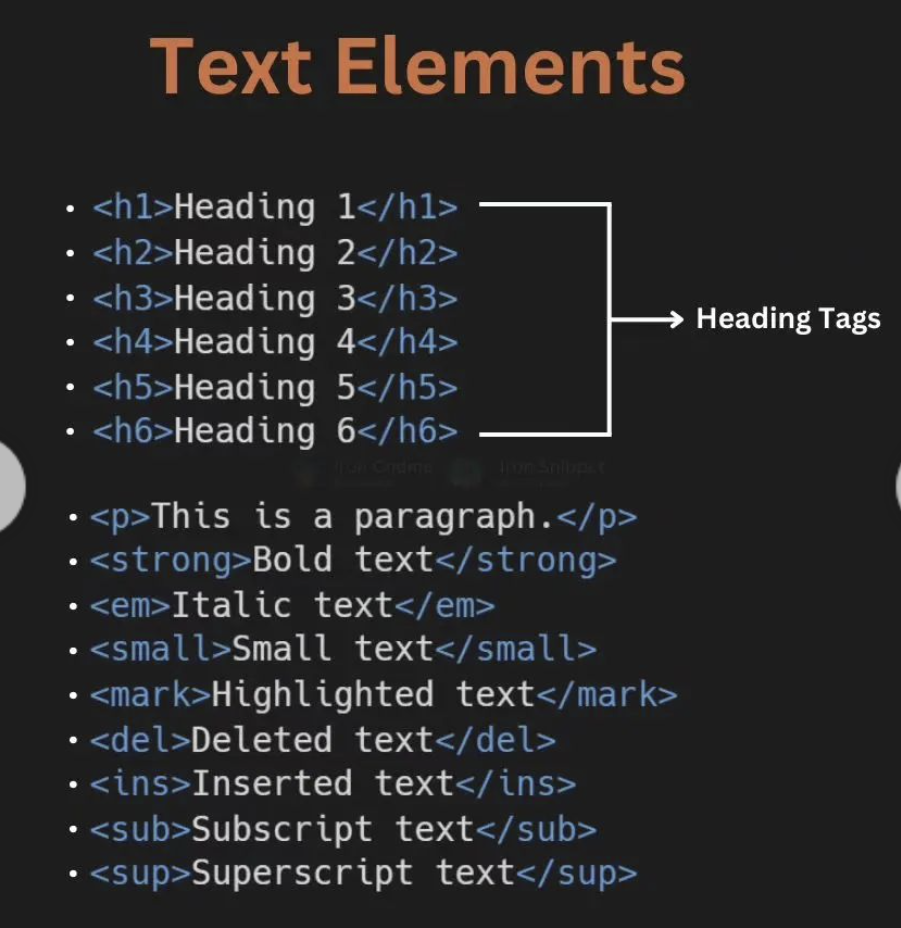 Text Elements
• <h1>Heading 1</h1>
• <h2>Heading 2</h2>
• <h3>Heading 3</h3>
Heading Tags
• <h4>Heading 4</h4>
• <h5>Heading 5</h5>
• <h6>Heading 6</h6>
• <p>This is a paragraph.</p>
• <strong>Bold text</strong>
• <em>Italic text</em>
• <small>Small text</small>
• <mark>Highlighted text</mark>
• <del>Deleted text</del>
• <ins>Inserted text</ins>
• <sub>Subscript text</sub>
• <sup>Superscript text</sup>